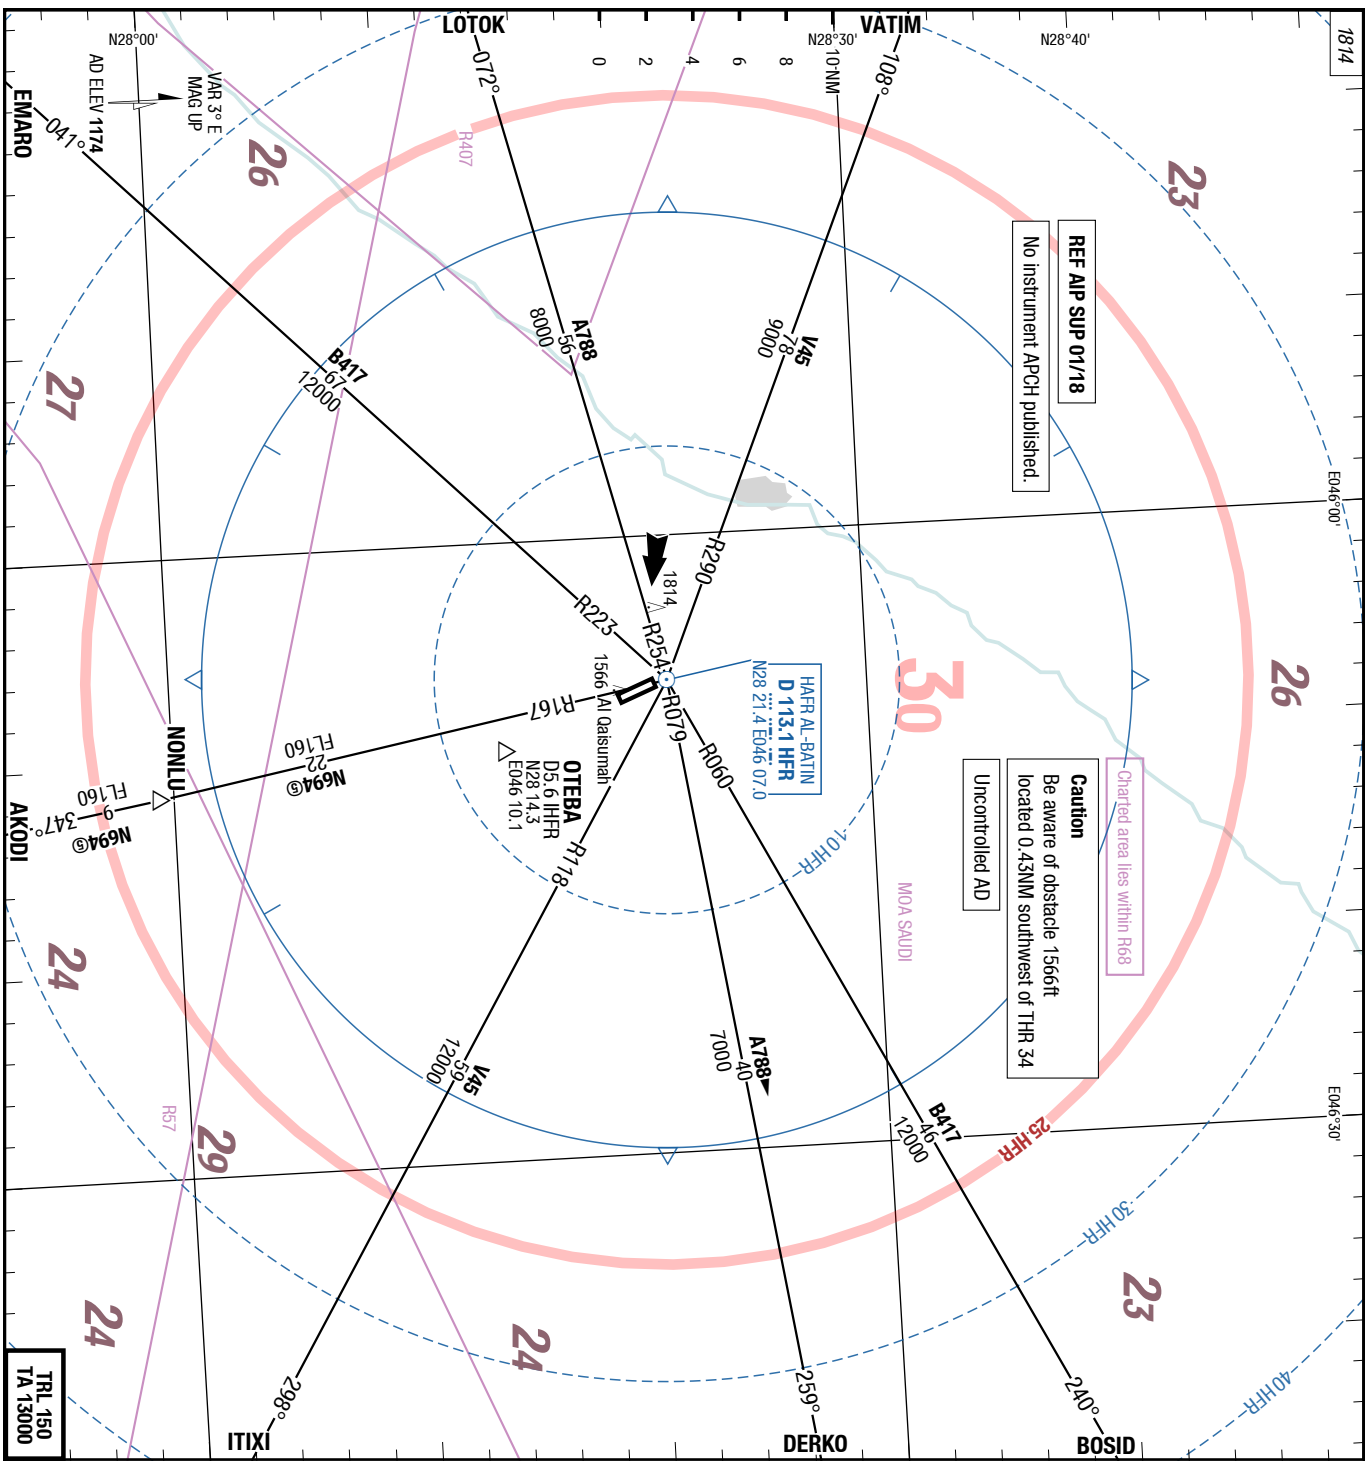 1814
LOTOK
VATIM
N28°00'
N28°30'
N28°40'
0
2
4
6
8
10 NM
072°
108°
VAR 3° E
MAG UP
AD ELEV 1174
EMARO
041°
26
R407
23
REF AIP SUP 01/18
No instrument APCH published.
A788
56
8000
V45
78
9000
B417
67
12000
27
E046°00'
R290
1814
R223
R254
1566
Al Qaisumah
R167
R079
R060
HAFR AL-BATIN
D 113.1 HFR
N28 21.4 E046 07.0
30
26
NONLU
FL160
22
N694⑤
FL160
9
N694⑤
347°
AKODI
OTEBA
D5.6 IHFR
N28 14.3
E046 10.1
R118
10 HFR
Charted area lies within R68
Caution
Be aware of obstacle 1566ft
located 0.43NM southwest of THR 34
Uncontrolled AD
MOA SAUDI
24
R57
29
V45
59
12000
A788
40
7000
B417
46
12000
25 HFR
E046°30'
30 HFR
23
24
24
40 HFR
298°
259°
240°
ITIXI
DERKO
BOSID
TRL 150
TA 13000